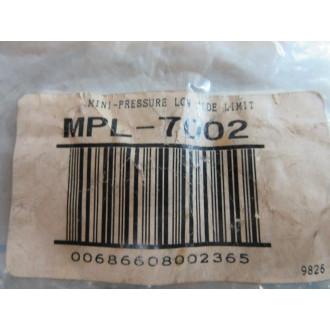 MINI-PRESSURE LOW SIDE LIMIT
MPL-7002
00686608002365
9826